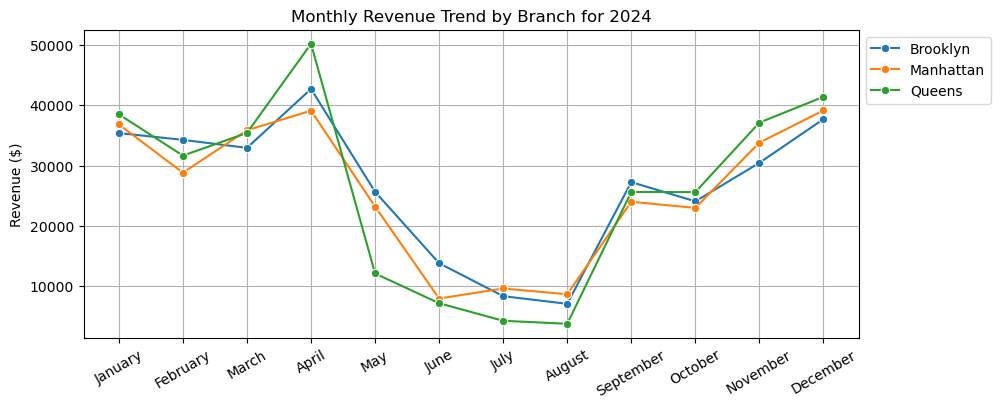 Monthly Revenue Trend by Branch for 2024
Revenue ($)
50000
40000
30000
20000
10000
January
February
March
April
May
June
July
August
September
October
November
December
Brooklyn
Manhattan
Queens